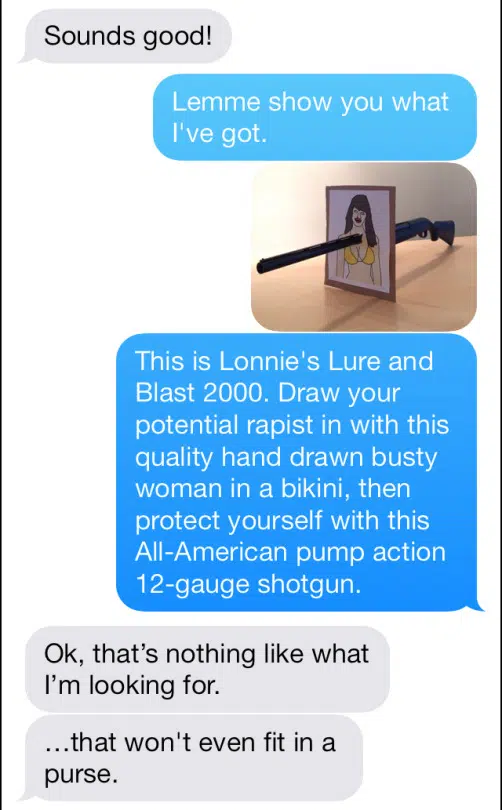 Sounds good!
Lemme show you what
I've got.
This is Lonnie's Lure and
Blast 2000. Draw your
potential rapist in with this
quality hand drawn busty
woman in a bikini, then
protect yourself with this
All-American pump action
12-gauge shotgun.
Ok, that’s nothing like what
I’m looking for.
…that won't even fit in a
purse.